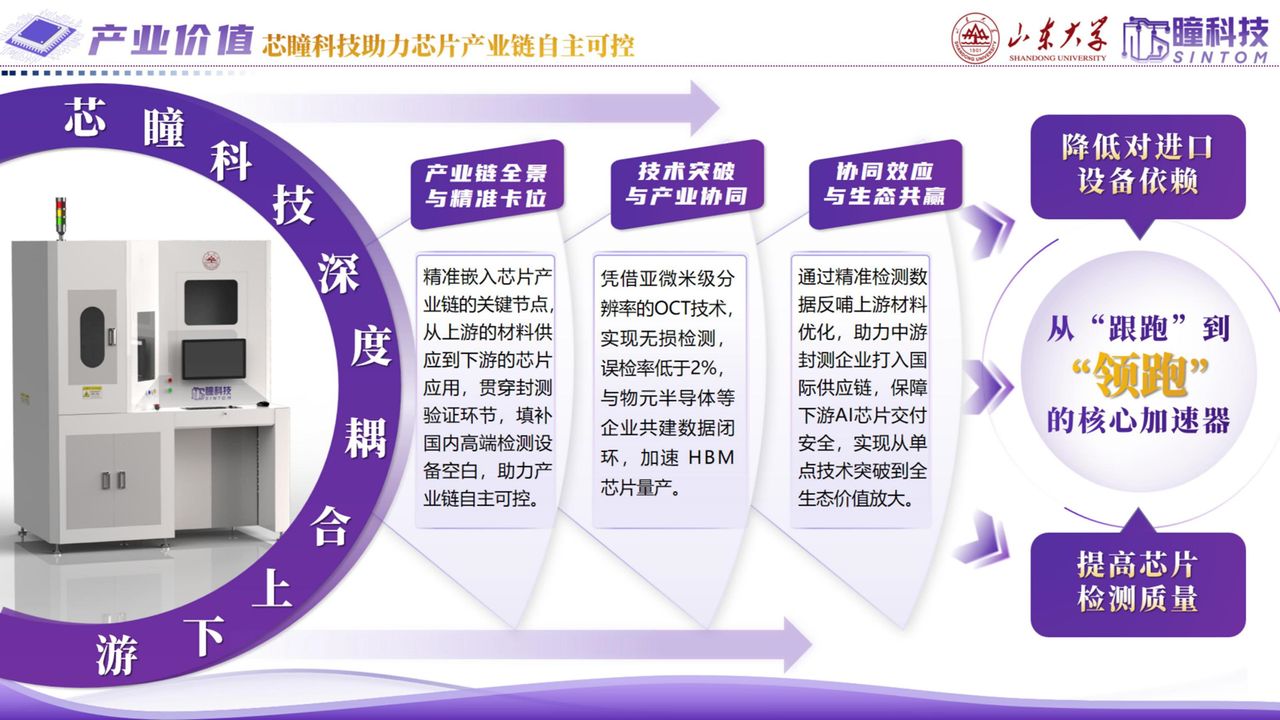 产业价值 芯瞳科技助力芯片产业链自主可控
山东大学
SHANDONG UNIVERSITY
1901
瞳科技
SINTOM
芯瞳科技深度耦合上下游
瞳科技
SINTOM
产业链全景
与精准卡位
精准嵌入芯片产
业链的关键节点,
从上游的材料供
应到下游的芯片
应用，贯穿封测
验证环节，填补
国内高端检测设
备空白，助力产
业链自主可控。
技术突破
与产业协同
凭借亚微米级分
辨率的OCT技术，
实现无损检测，
误检率低于2%，
与物元半导体等
企业共建数据闭
环，加速 HBM
芯片量产。
协同效应
与生态共赢
通过精准检测数
据反哺上游材料
优化，助力中游
封测企业打入国
际供应链，保障
下游AI芯片交付
安全，实现从单
点技术突破到全
生态价值放大。
降低对进口
设备依赖
从“跟跑”到
“领跑”
的核心加速器
提高芯片
检测质量